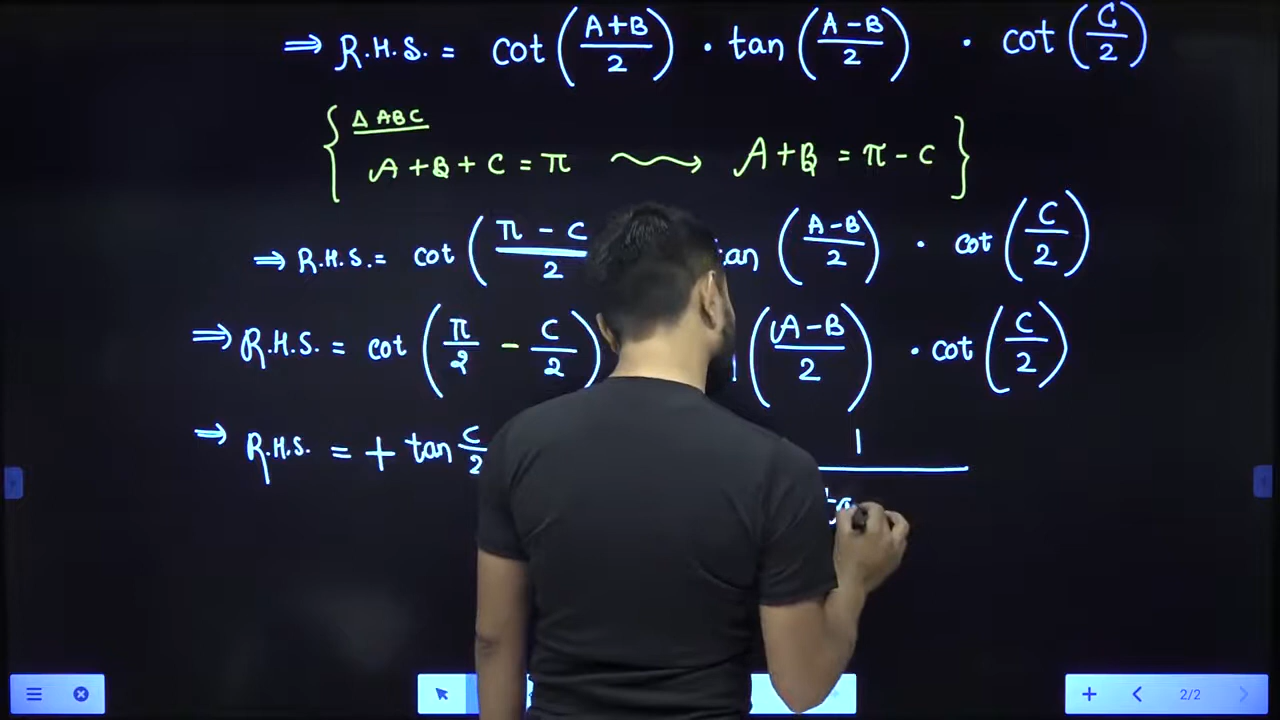 ⇒ R.H.S. = cot (A+B/2) · tan (A-B/2) · cot (C/2)
{ Δ ABC
A+B+C = π ⇝ A+B = π - C }
⇒ R.H.S. = cot (π - C/2 tan (A-B/2) · cot (C/2)
⇒ R.H.S. = cot (π/2 - C/2) (A-B/2) · cot (C/2)
⇒ R.H.S. = + tan C/2 1/ta
2/2